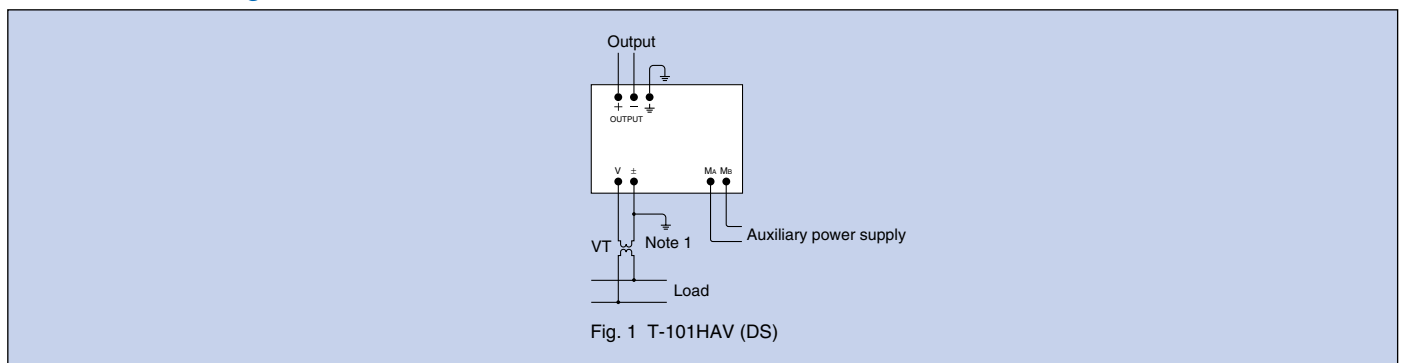 Output
+ − ⏚
OUTPUT
V ±
MA MB
VT
Note 1
Auxiliary power supply
Load
Fig. 1 T-101HAV (DS)